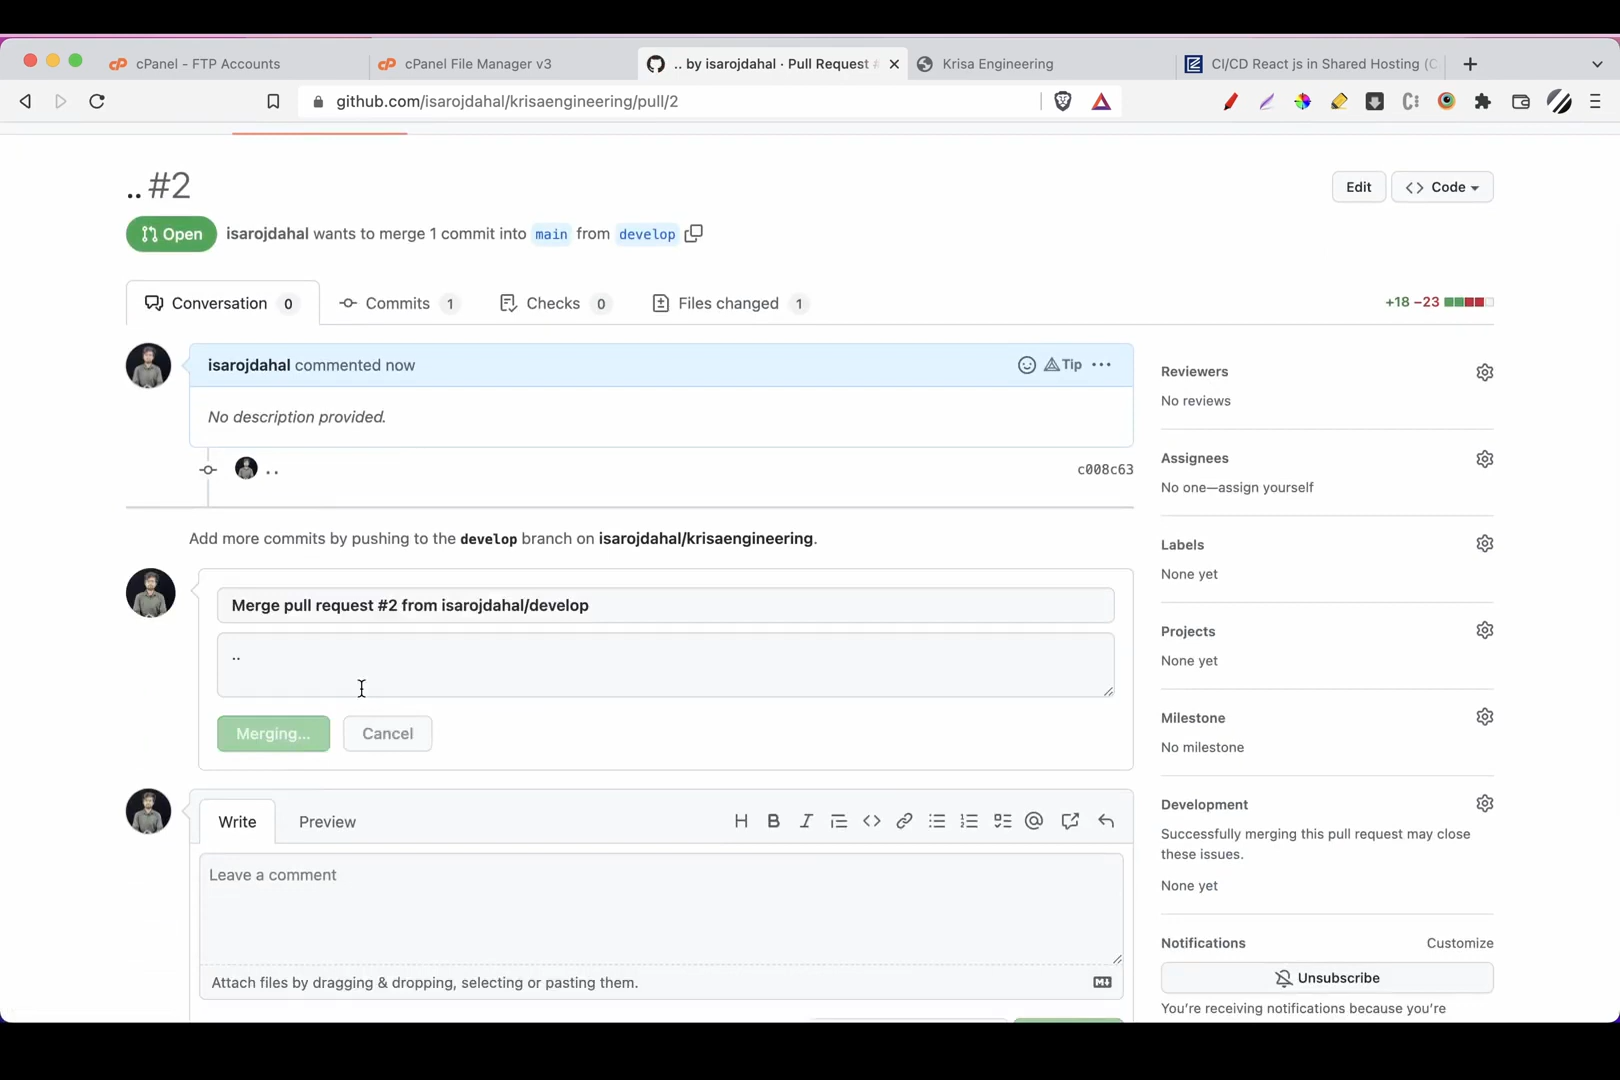 cPanel - FTP Accounts
cPanel File Manager v3
.. by isarojdahal · Pull Request #
Krisa Engineering
CI/CD React js in Shared Hosting (C
github.com/isarojdahal/krisaengineering/pull/2
.. #2
Edit
Code
Open
isarojdahal wants to merge 1 commit into main from develop
Conversation 0
Commits 1
Checks 0
Files changed 1
+18 −23
isarojdahal commented now
Tip
No description provided.
..
c008c63
Add more commits by pushing to the develop branch on isarojdahal/krisaengineering.
Merge pull request #2 from isarojdahal/develop
..
Merging...
Cancel
Write
Preview
Leave a comment
Attach files by dragging & dropping, selecting or pasting them.
Reviewers
No reviews
Assignees
No one—assign yourself
Labels
None yet
Projects
None yet
Milestone
No milestone
Development
Successfully merging this pull request may close
these issues.
None yet
Notifications
Customize
Unsubscribe
You're receiving notifications because you're